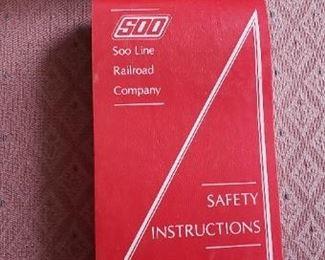 SOO
Soo Line
Railroad
Company
SAFETY
INSTRUCTIONS